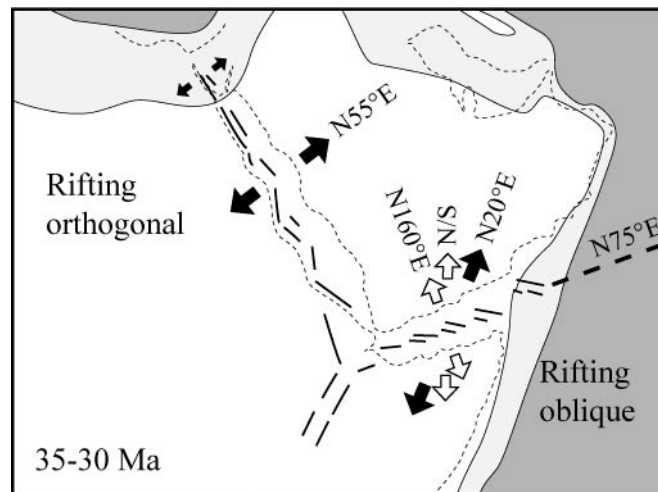 N55°E
Rifting
orthogonal
N160°E
N/S
N20°E
N75°E
Rifting
oblique
35-30 Ma